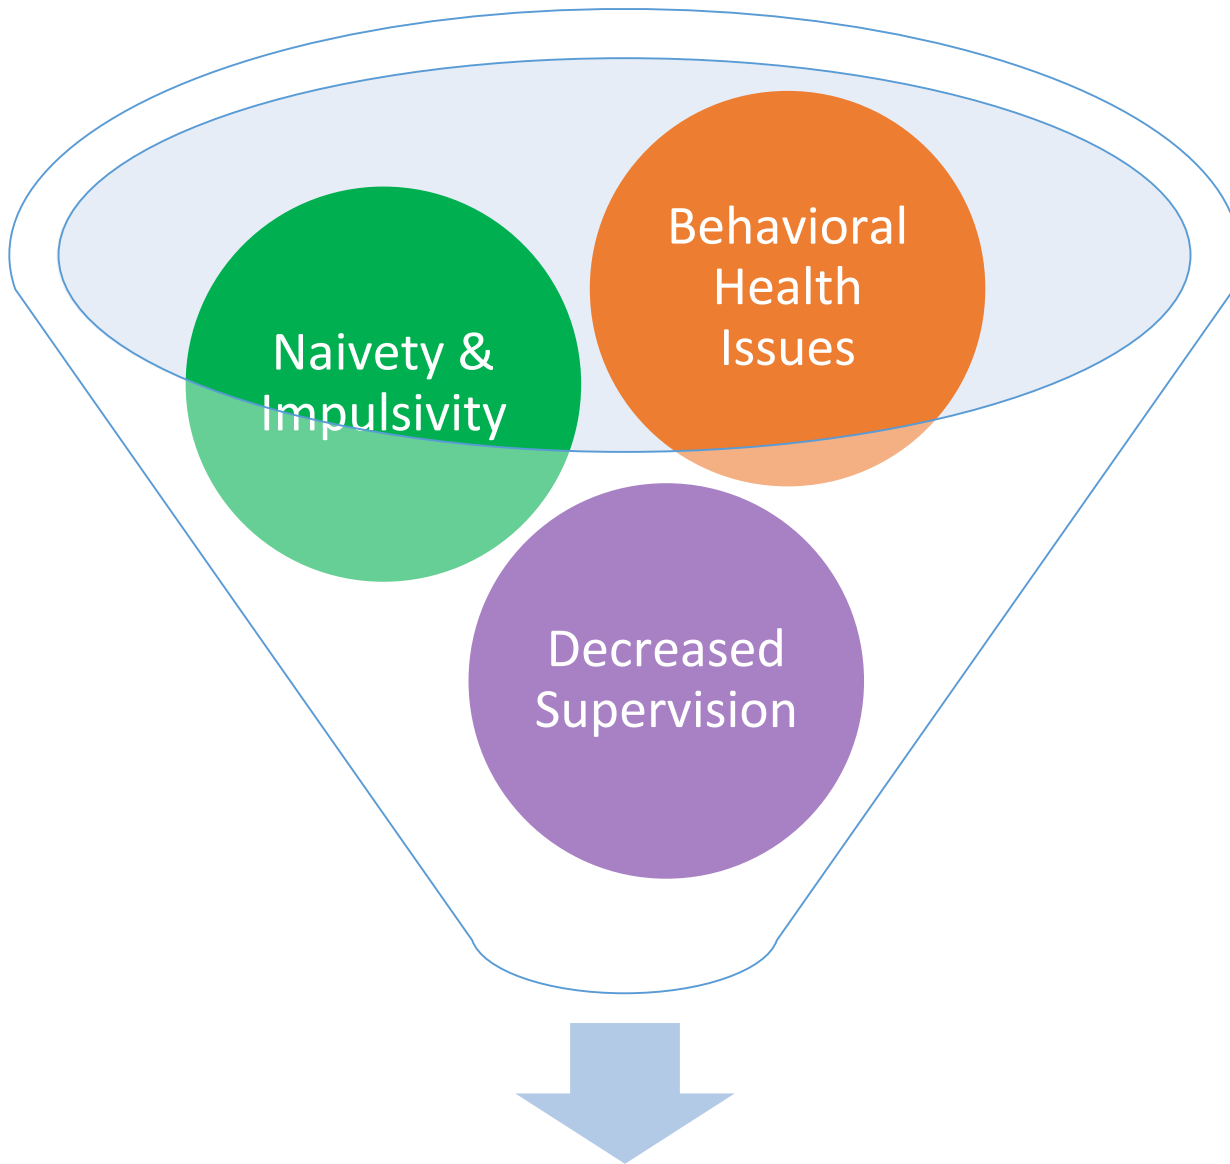 Behavioral
Health
Issues
Naivety &
Impulsivity
Decreased
Supervision